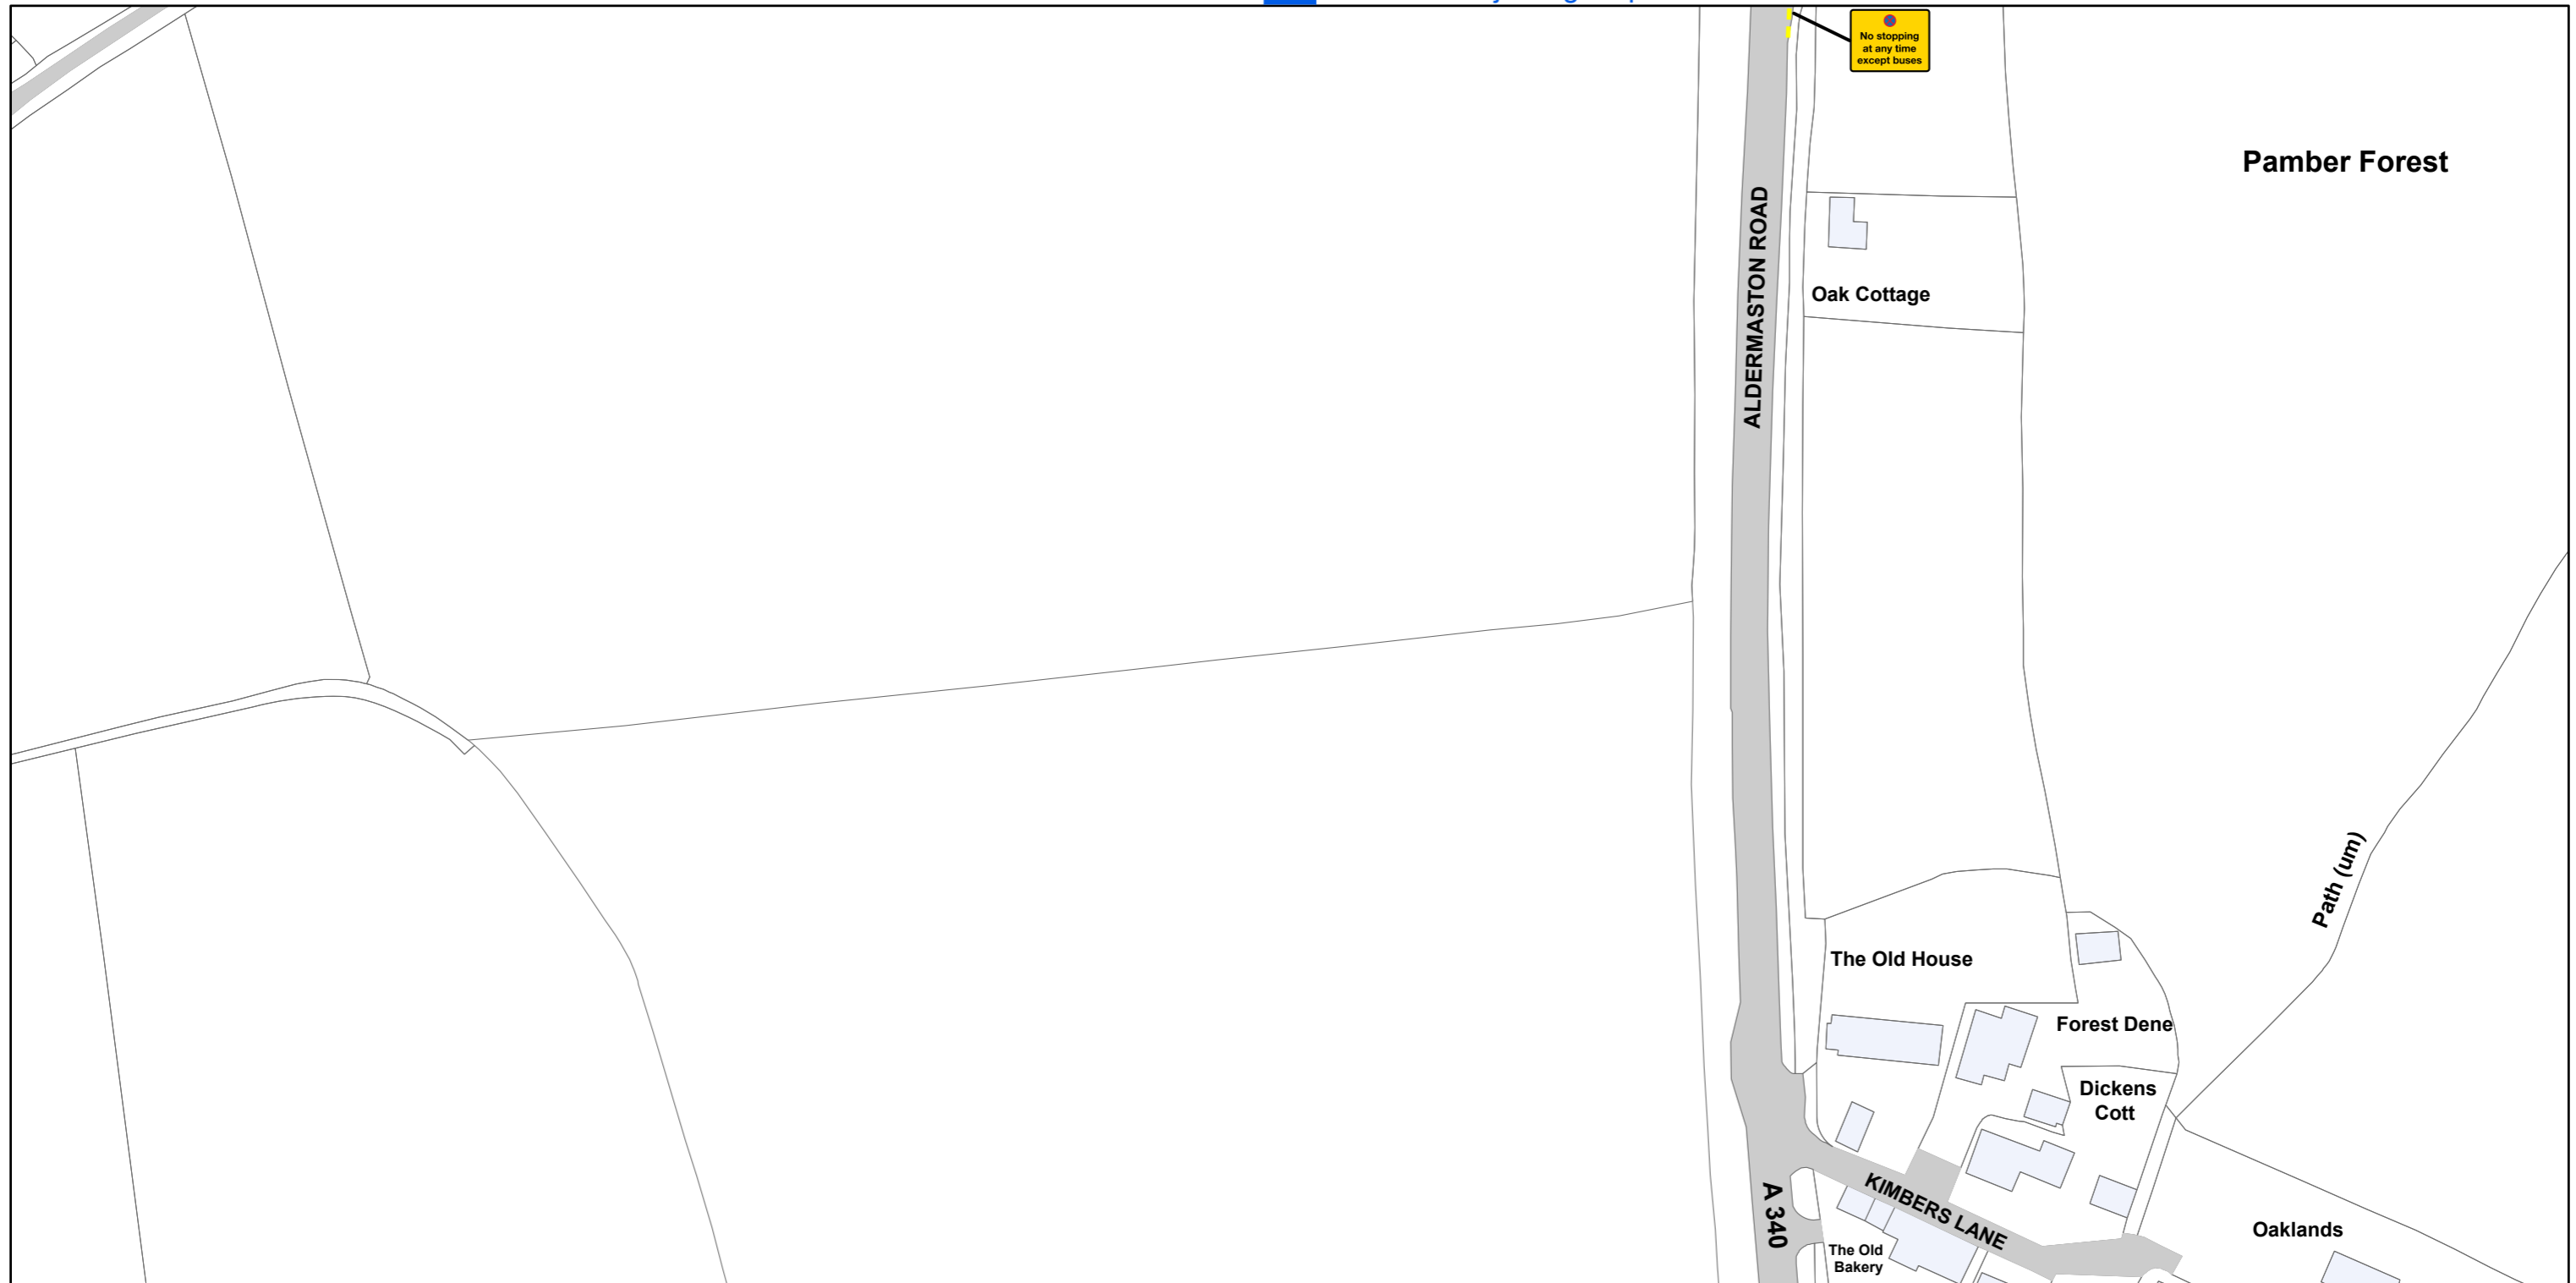 No stopping
at any time
except buses
Pamber Forest
ALDERMASTON ROAD
Oak Cottage
Path (um)
The Old House
Forest Dene
Dickens
Cott
KIMBERS LANE
A 340
Oaklands
The Old
Bakery